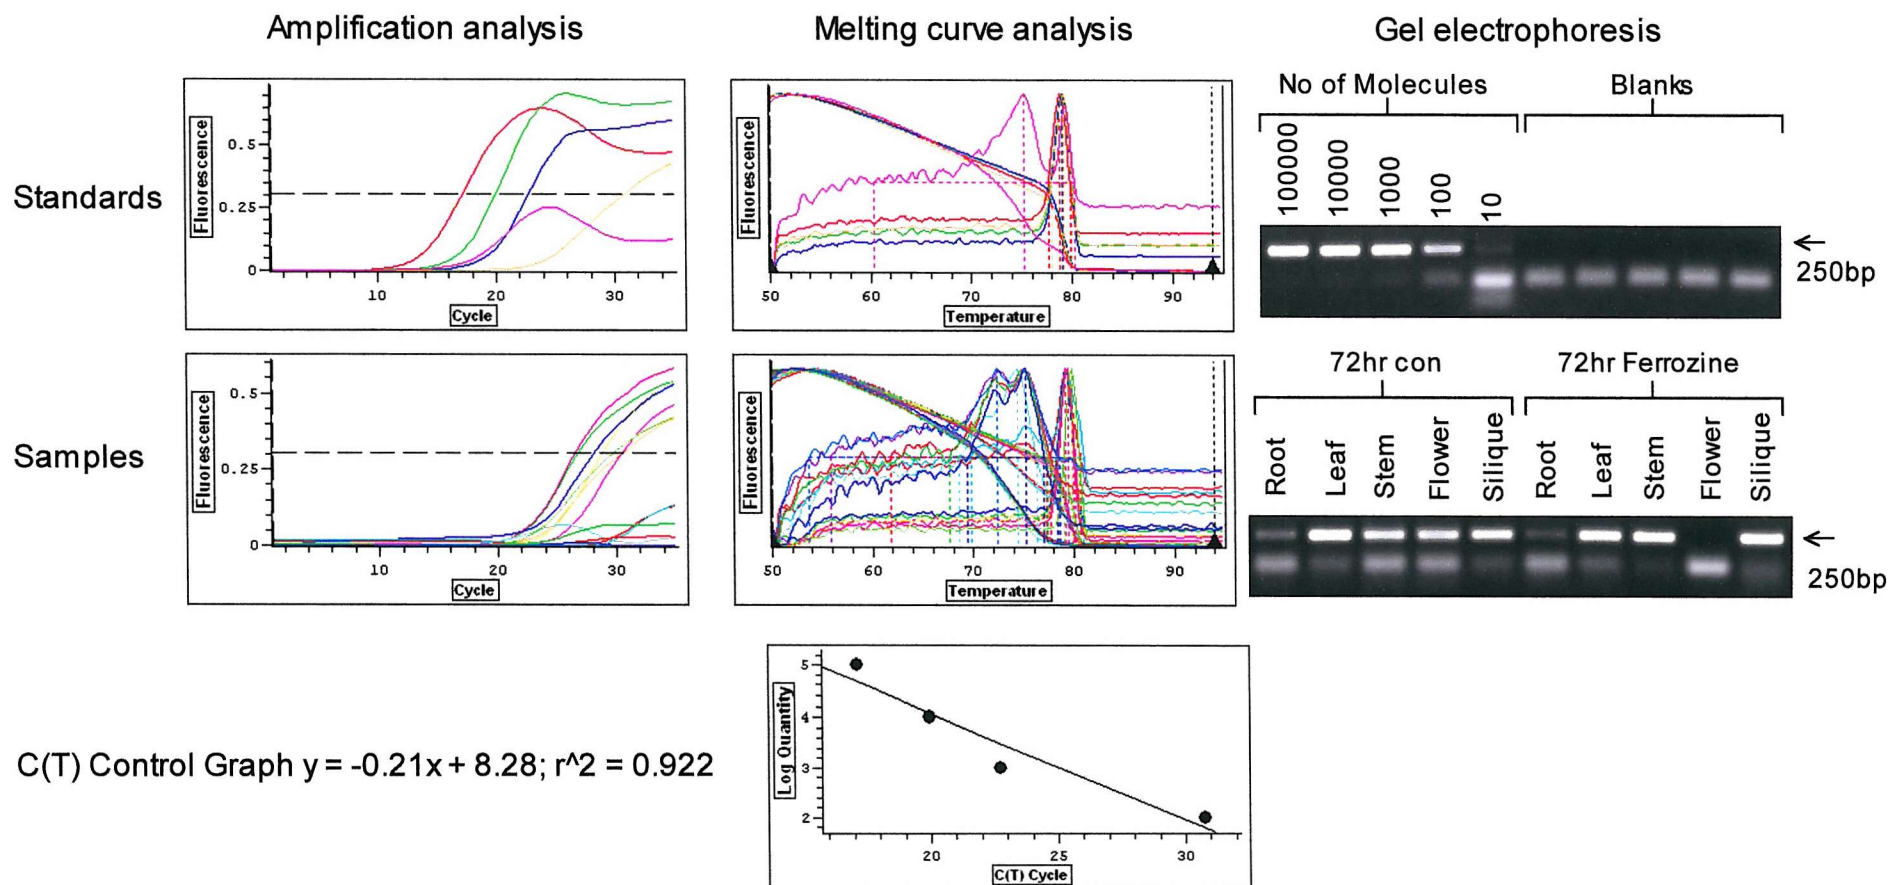 Amplification analysis
Melting curve analysis
Gel electrophoresis
Standards
Fluorescence
0.5
0.25
0
10 20 30
Cycle
Fluorescence
50 60 70 80 90
Temperature
No of Molecules
Blanks
100000
10000
1000
100
10
250bp
Samples
Fluorescence
0.5
0.25
0
10 20 30
Cycle
Fluorescence
50 60 70 80 90
Temperature
72hr con
72hr Ferrozine
Root
Leaf
Stem
Flower
Silique
Root
Leaf
Stem
Flower
Silique
250bp
C(T) Control Graph y = -0.21x + 8.28; r^2 = 0.922
Log Quantity
5
4
3
2
20 25 30
C(T) Cycle